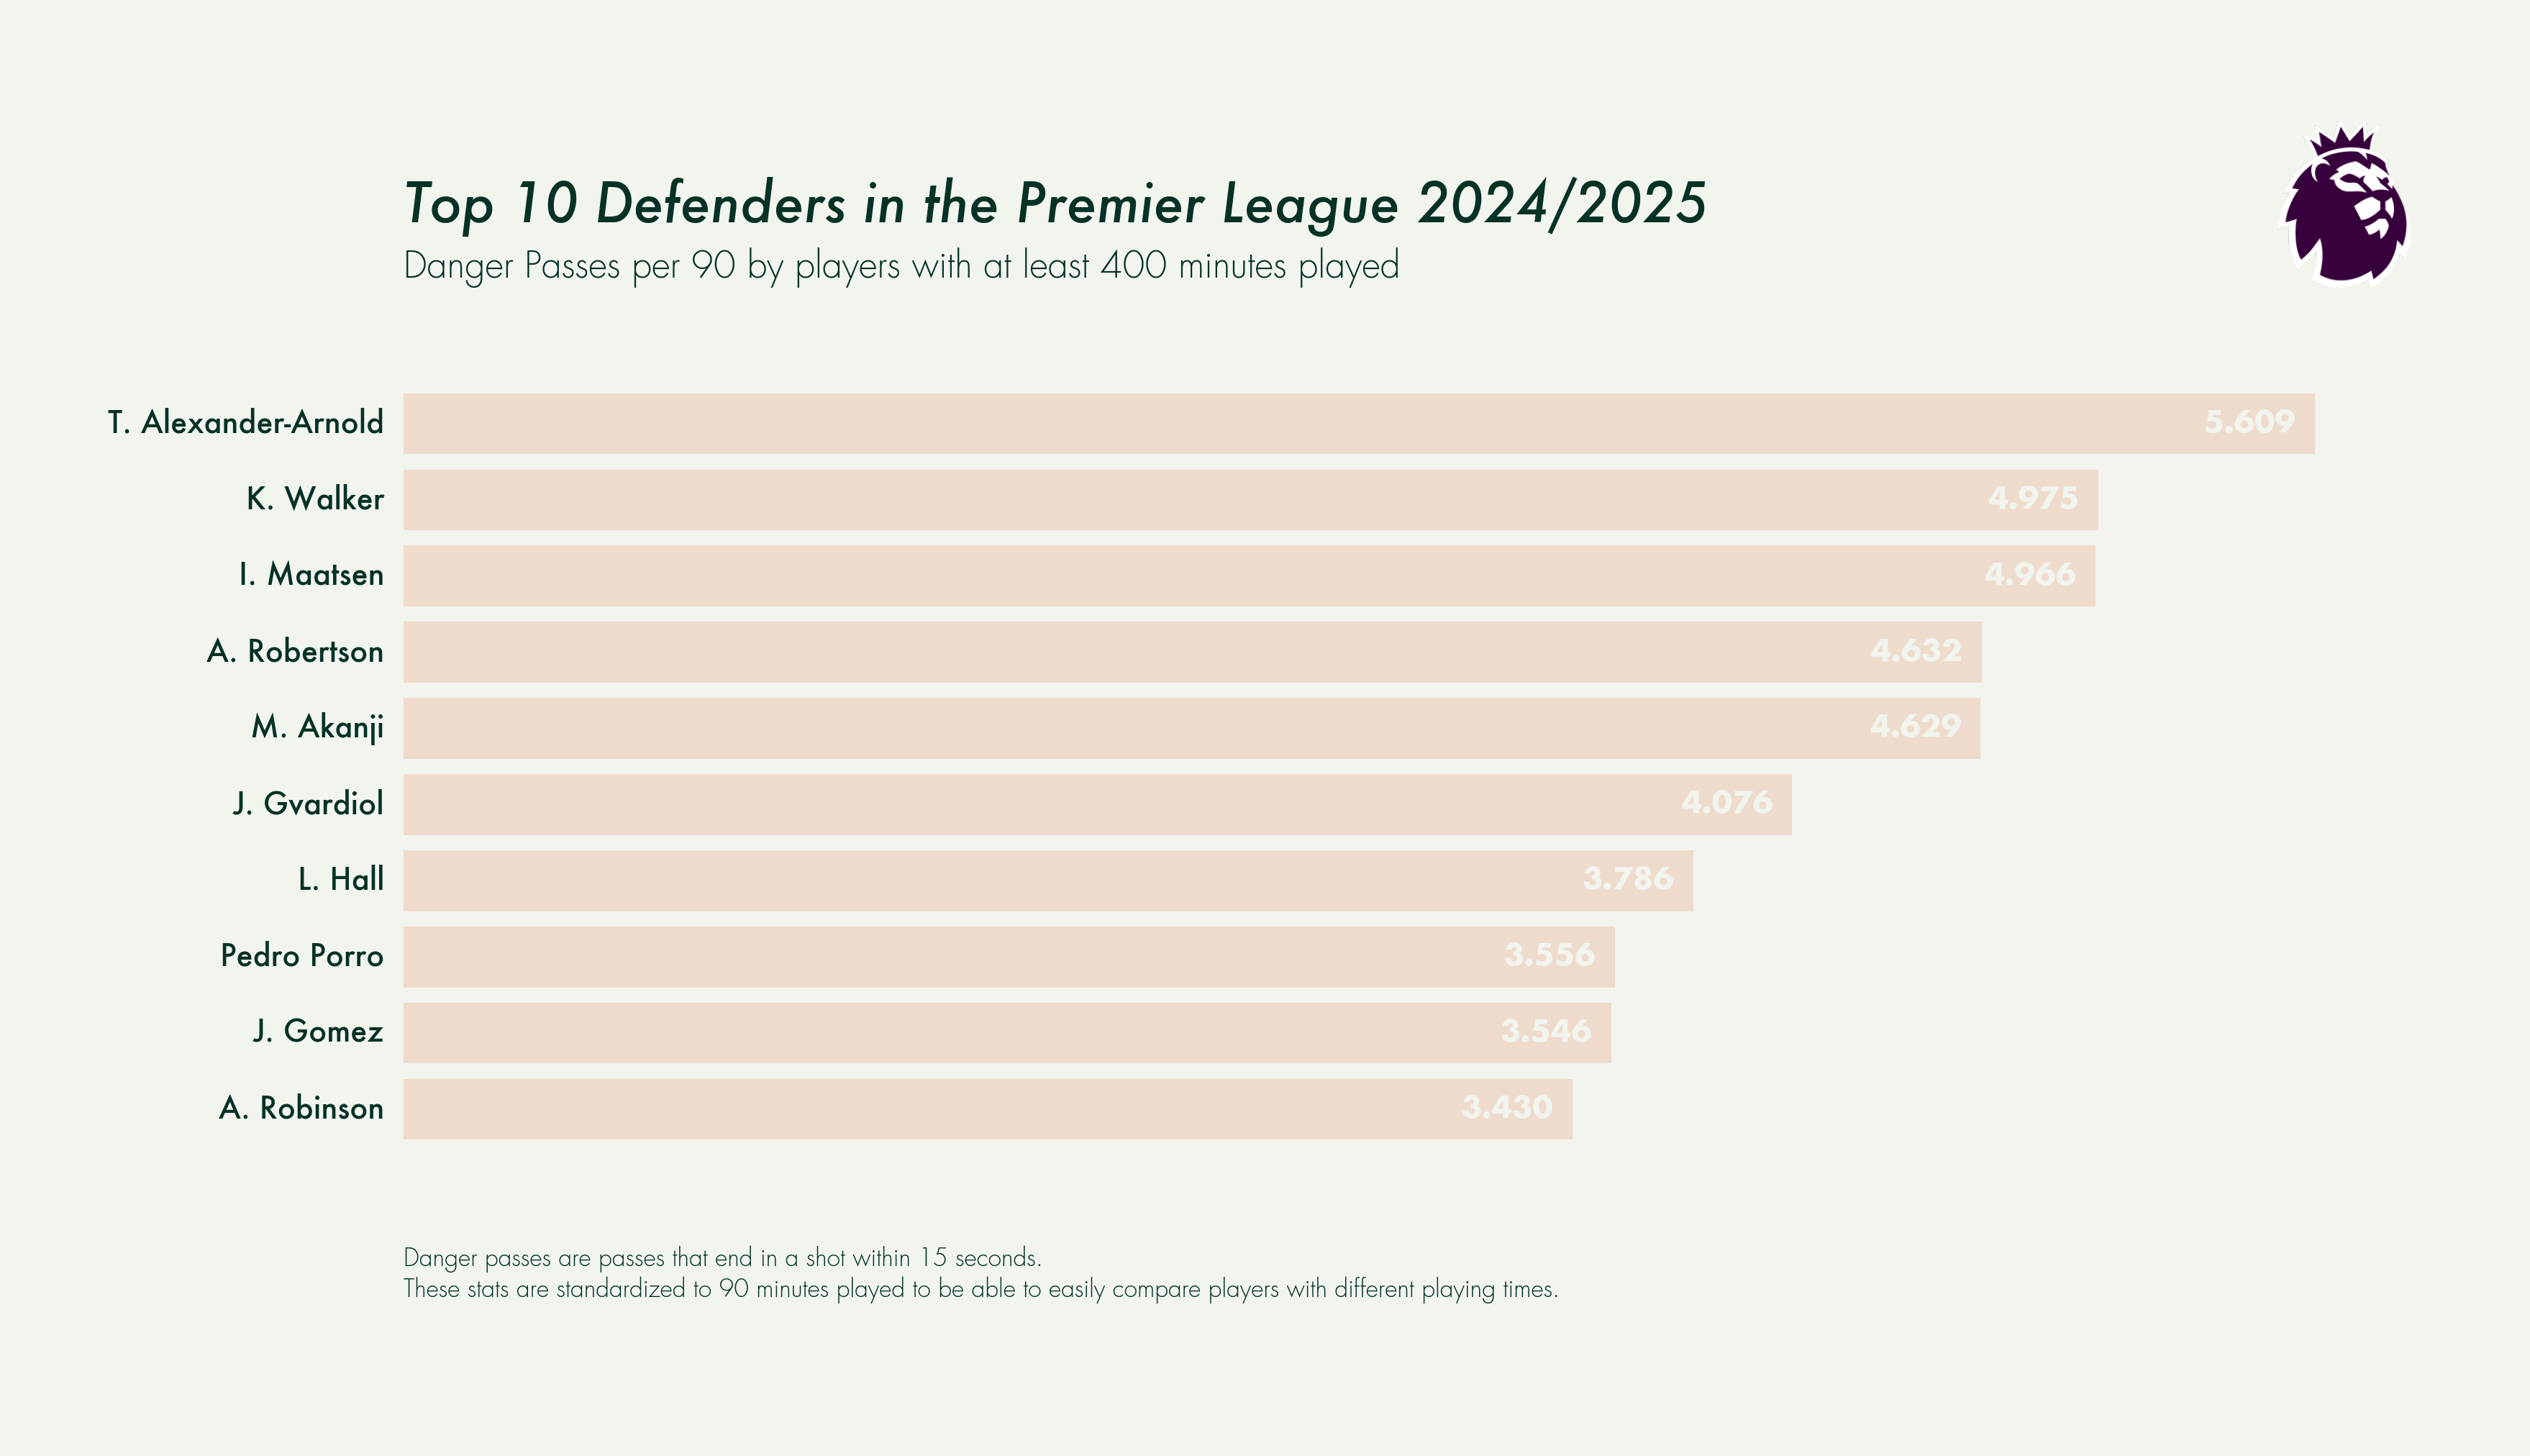 Top 10 Defenders in the Premier League 2024/2025
Danger Passes per 90 by players with at least 400 minutes played
T. Alexander-Arnold 5.609
K. Walker 4.975
I. Maatsen 4.966
A. Robertson 4.632
M. Akanji 4.629
J. Gvardiol 4.076
L. Hall 3.786
Pedro Porro 3.556
J. Gomez 3.546
A. Robinson 3.430
Danger passes are passes that end in a shot within 15 seconds.
These stats are standardized to 90 minutes played to be able to easily compare players with different playing times.